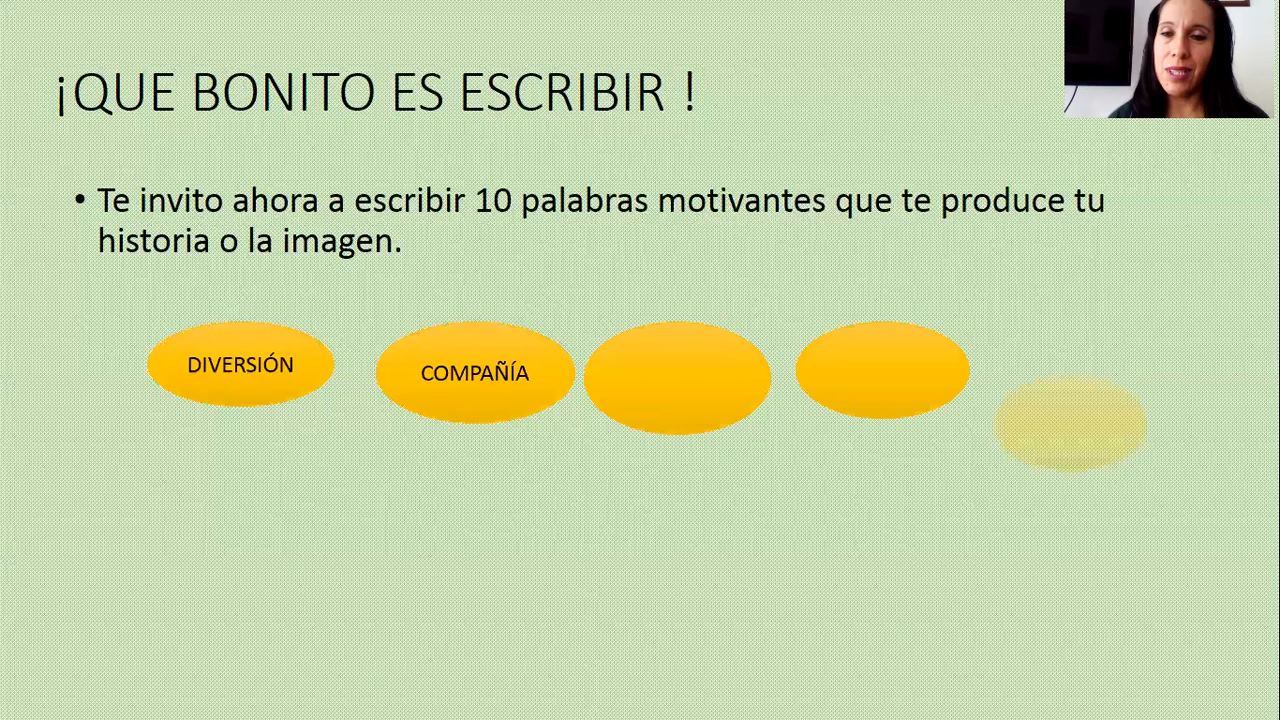 ¡QUE BONITO ES ESCRIBIR !
• Te invito ahora a escribir 10 palabras motivantes que te produce tu
historia o la imagen.
DIVERSIÓN
COMPAÑÍA